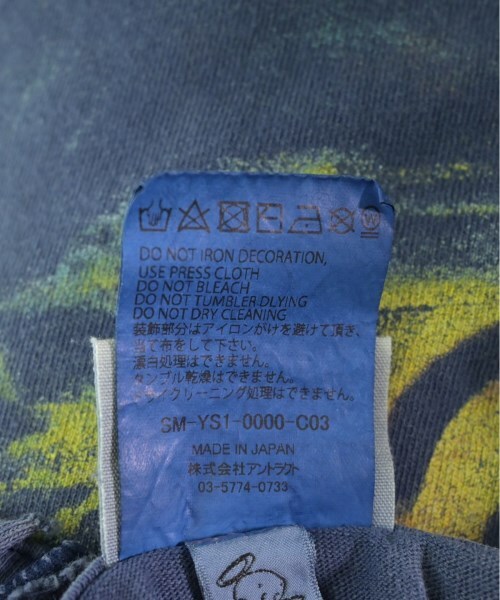 DO NOT IRON DECORATION,
USE PRESS CLOTH
DO NOT BLEACH
DO NOT TUMBLER DLYING
DO NOT DRY CLEANING
装飾部分はアイロンがけを避けて頂き、
当て布をして下さい。
漂白処理はできません。
タンブル乾燥はできません。
ドライクリーニング処理はできません。
SM-YS1-0000-C03
MADE IN JAPAN
株式会社アントラクト
03-5774-0733